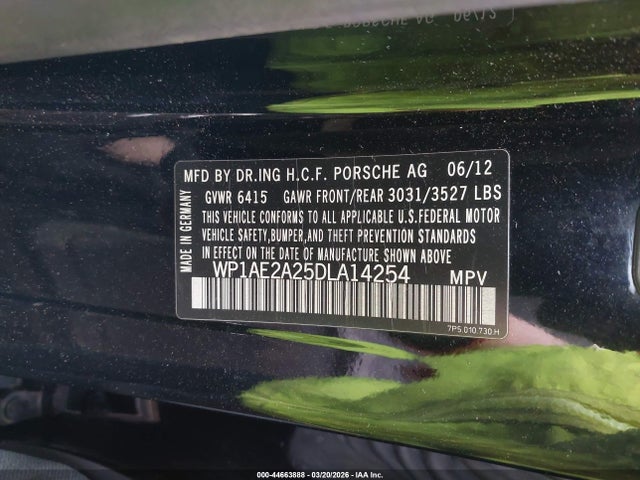 MFD BY DR.ING H.C.F. PORSCHE AG 06/12
GVWR 6415 GAWR FRONT/REAR 3031/3527 LBS
THIS VEHICLE CONFORMS TO ALL APPLICABLE U.S.FEDERAL MOTOR
VEHICLE SAFETY,BUMPER,AND THEFT PREVENTION STANDARDS
IN EFFECT ON THE DATE OF MANUFACTURE SHOWN ABOVE
WP1AE2A25DLA14254 MPV
MADE IN GERMANY
7P5.010.730.H
000-44663888 - 03/20/2026 - IAA Inc.